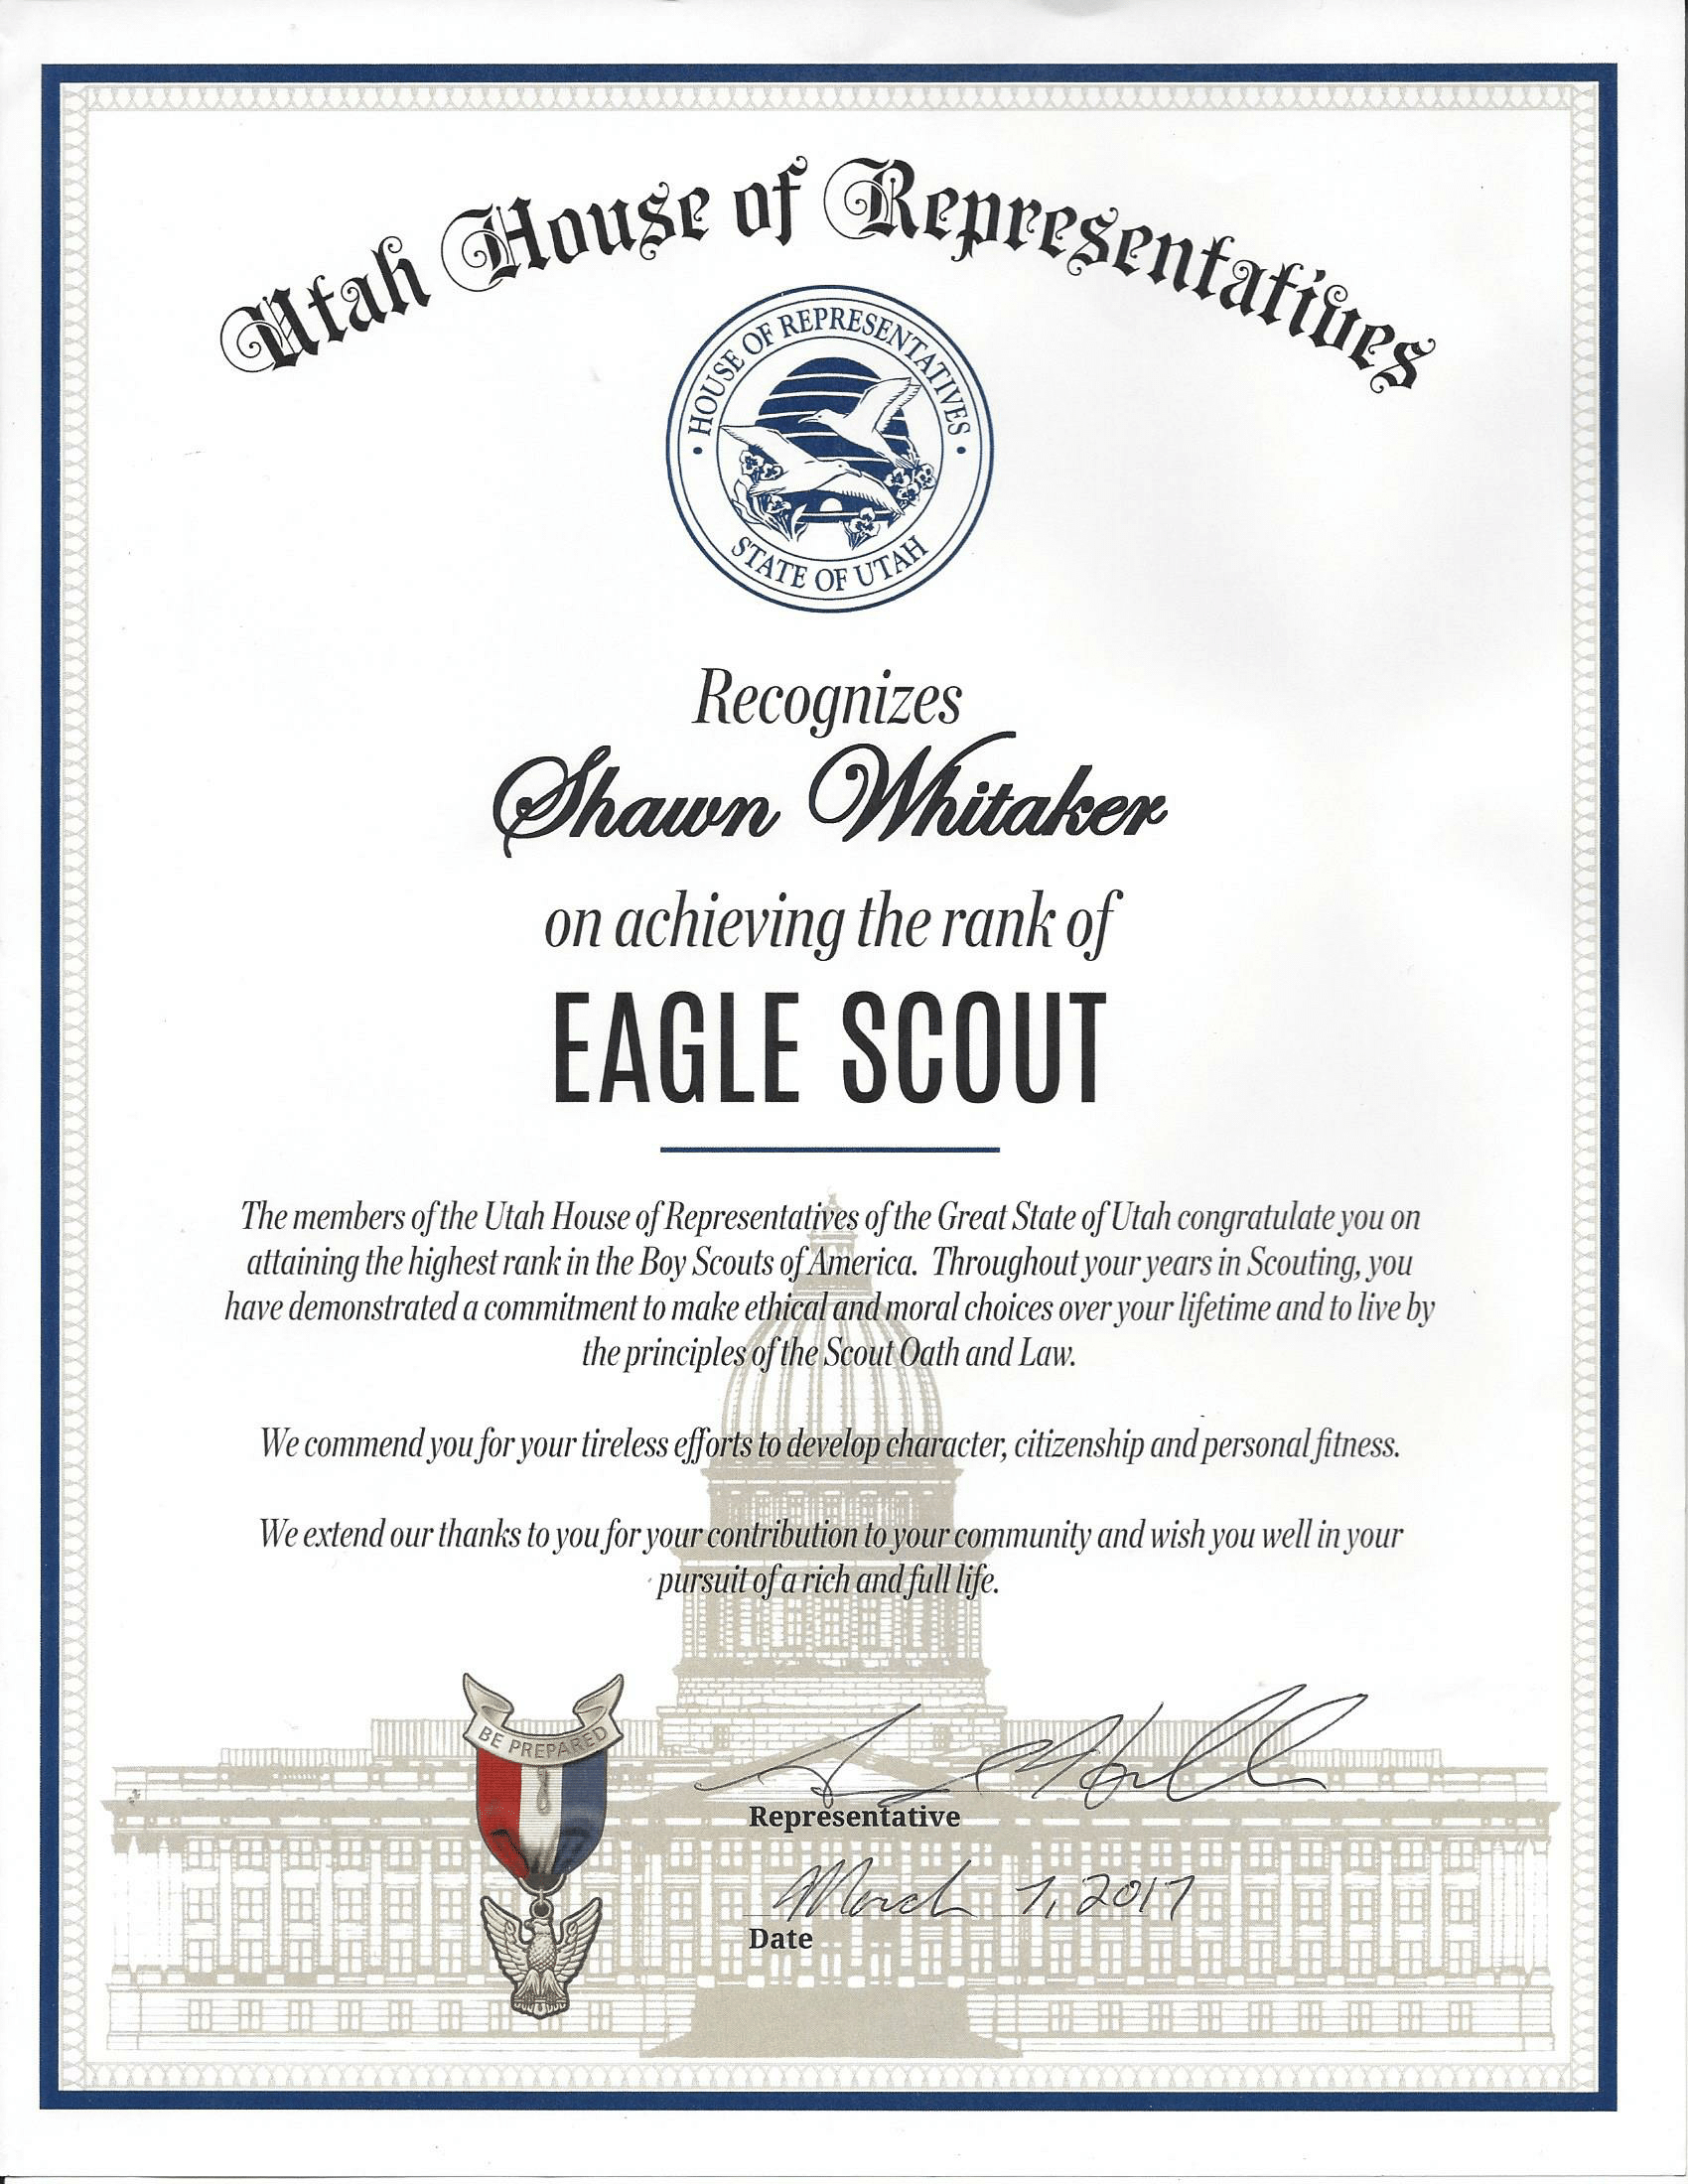 Utah House of Representatives
· HOUSE OF REPRESENTATIVES ·
STATE OF UTAH
Recognizes
Shawn Whitaker
on achieving the rank of
EAGLE SCOUT
The members of the Utah House of Representatives of the Great State of Utah congratulate you on
attaining the highest rank in the Boy Scouts of America. Throughout your years in Scouting, you
have demonstrated a commitment to make ethical and moral choices over your lifetime and to live by
the principles of the Scout Oath and Law.
We commend you for your tireless efforts to develop character, citizenship and personal fitness.
We extend our thanks to you for your contribution to your community and wish you well in your
pursuit of a rich and full life.
BE PREPARED
Representative
March 7, 2017
Date